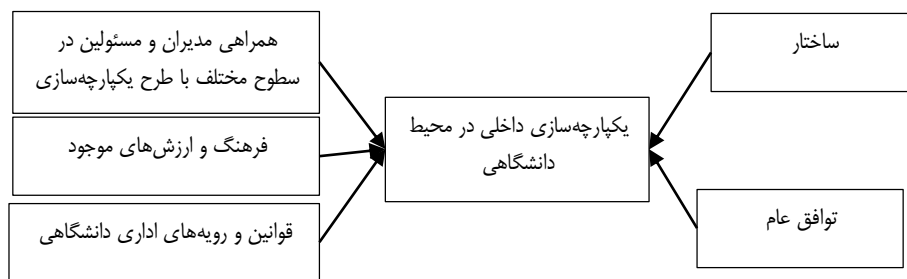 همراهی مدیران و مسئولین در
سطوح مختلف با طرح یکپارچه‌سازی
فرهنگ و ارزش‌های موجود
قوانین و رویه‌های اداری دانشگاهی
یکپارچه‌سازی داخلی در محیط
دانشگاهی
ساختار
توافق عام